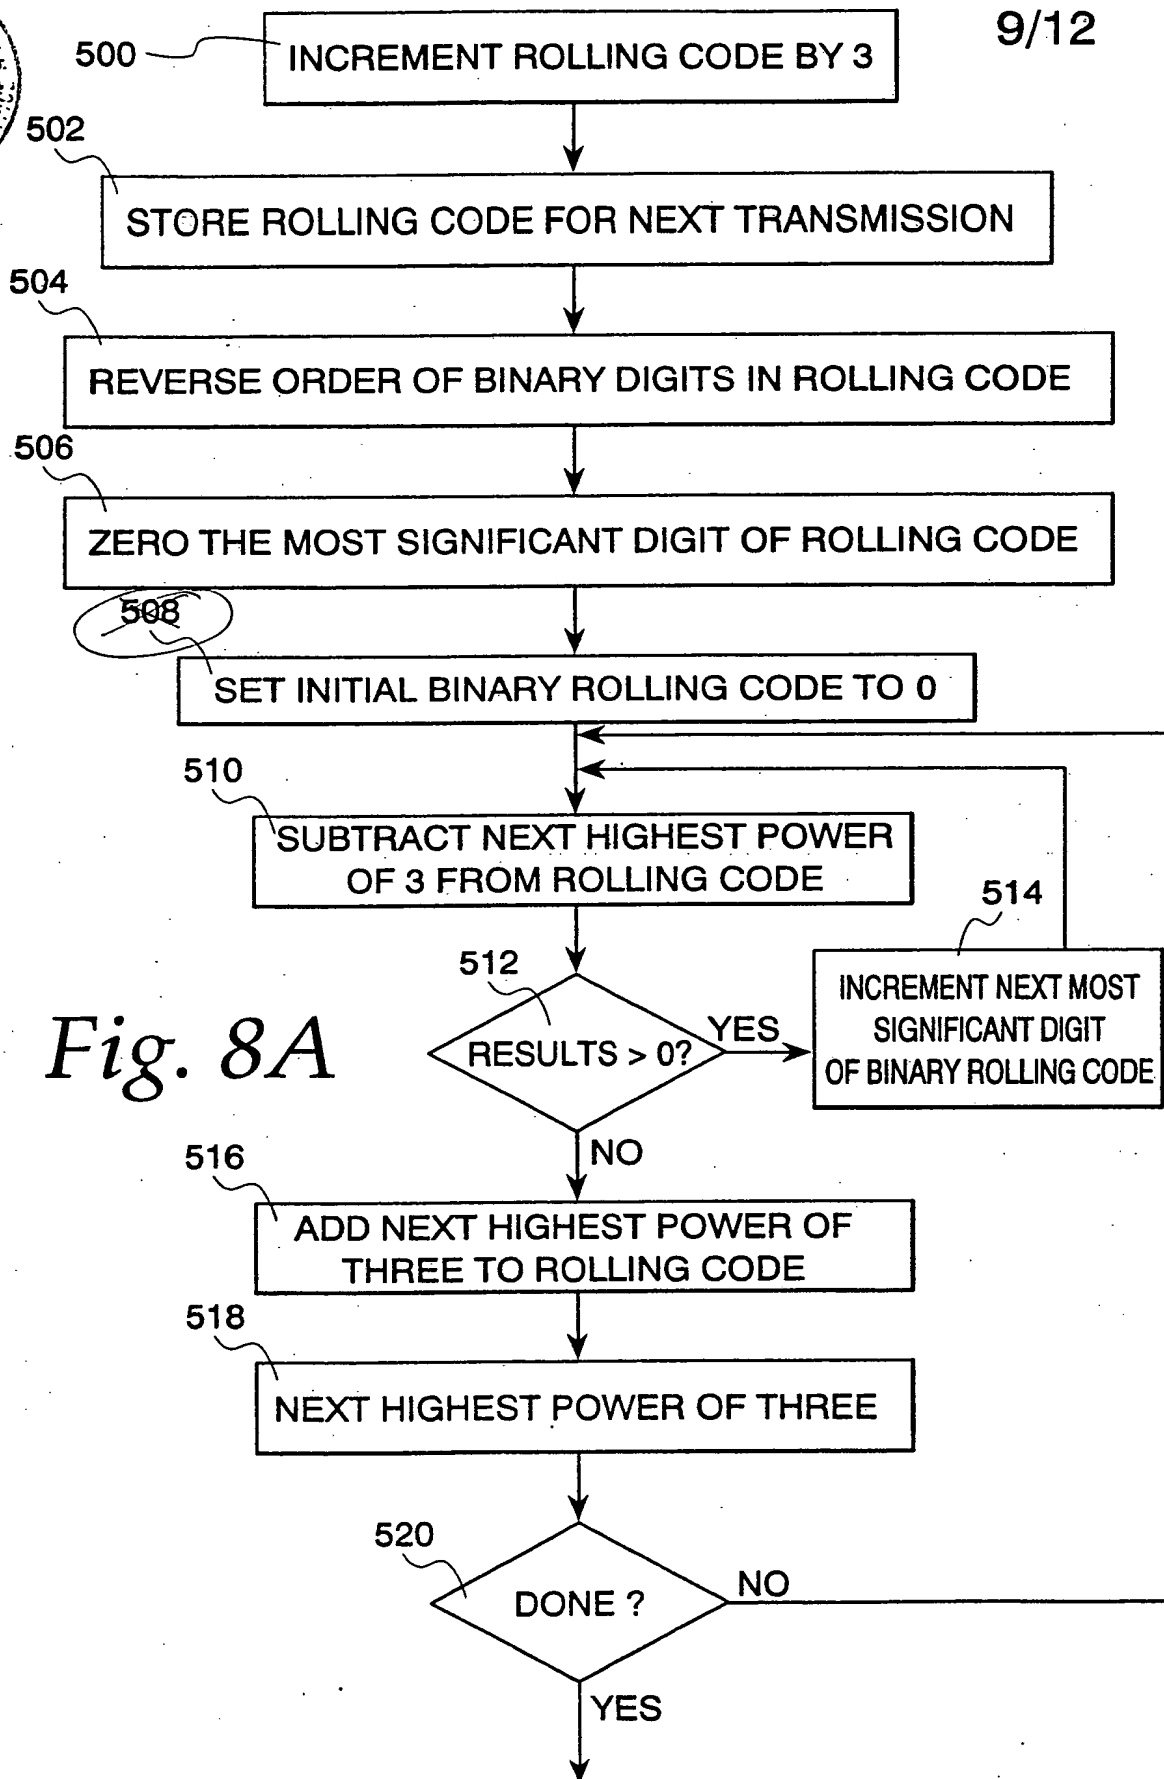 9/12
500
INCREMENT ROLLING CODE BY 3
502
STORE ROLLING CODE FOR NEXT TRANSMISSION
504
REVERSE ORDER OF BINARY DIGITS IN ROLLING CODE
506
ZERO THE MOST SIGNIFICANT DIGIT OF ROLLING CODE
508
SET INITIAL BINARY ROLLING CODE TO 0
510
SUBTRACT NEXT HIGHEST POWER
OF 3 FROM ROLLING CODE
514
INCREMENT NEXT MOST
SIGNIFICANT DIGIT
OF BINARY ROLLING CODE
512
RESULTS > 0?
YES
NO
Fig. 8A
516
ADD NEXT HIGHEST POWER OF
THREE TO ROLLING CODE
518
NEXT HIGHEST POWER OF THREE
520
DONE ?
NO
YES